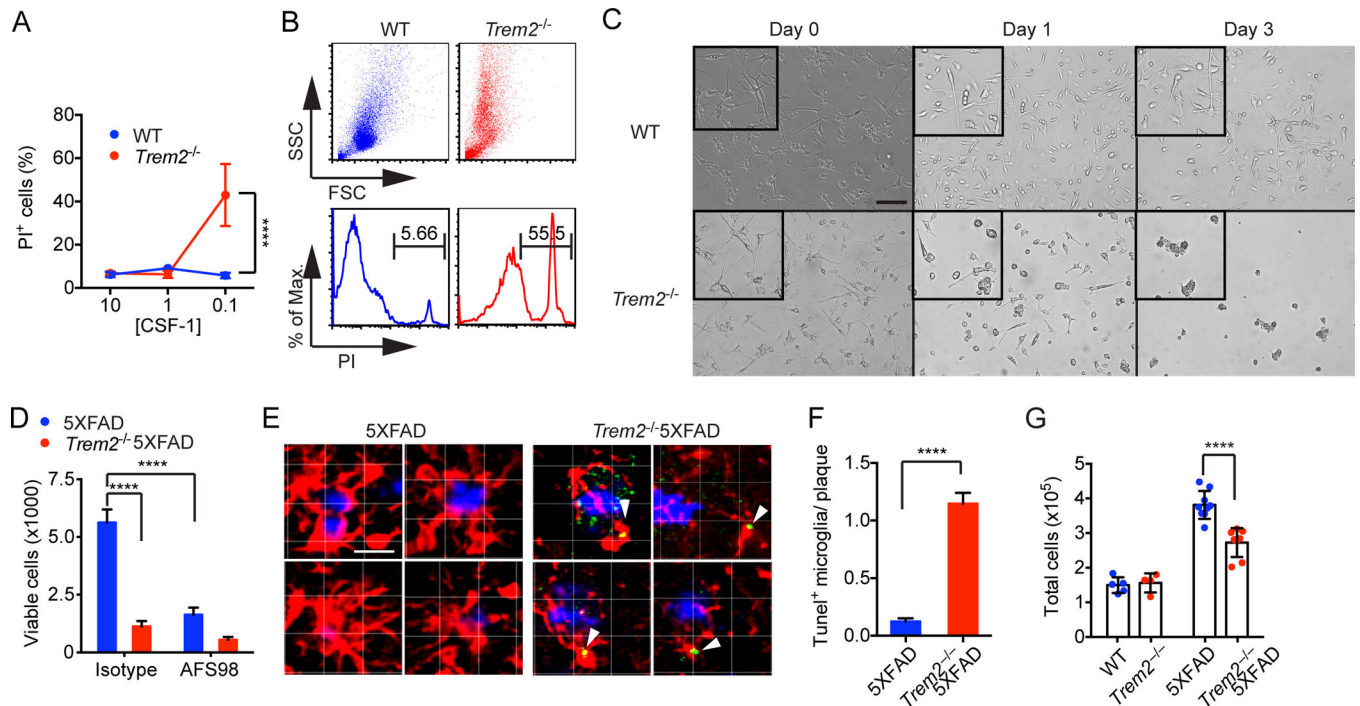 A
WT
Trem2-/-
PI+ cells (%)
80
60
40
20
0
****
10 1 0.1
[CSF-1]
B
WT Trem2-/-
SSC
FSC
5.66 55.5
% of Max
PI
C
Day 0 Day 1 Day 3
WT
Trem2-/-
D
5XFAD
Trem2-/-5XFAD
Viable cells (x1000)
7.5
5.0
2.5
0
****
****
Isotype AFS98
E
5XFAD Trem2-/-5XFAD
F
Tunel+ microglia/ plaque
1.5
1.0
0.5
0.0
****
5XFAD
Trem2-/-
5XFAD
G
Total cells (x10⁵)
5
4
3
2
1
0
****
WT
Trem2-/-
5XFAD
Trem2-/-
5XFAD